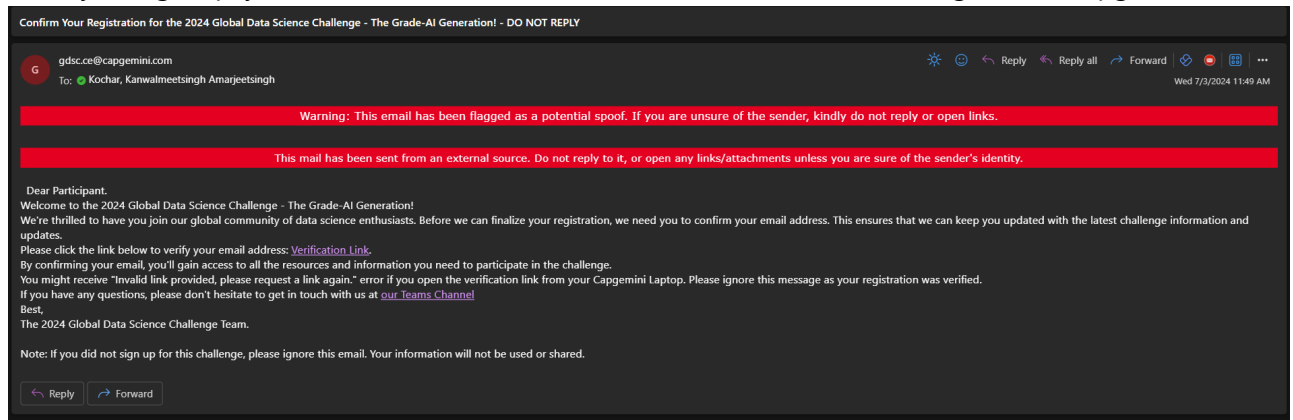 Confirm Your Registration for the 2024 Global Data Science Challenge - The Grade-AI Generation! - DO NOT REPLY
G
gdsc.ce@capgemini.com
Reply
Reply all
Forward
To: Kochar, Kanwalmeetsingh Amarjeetsingh
Wed 7/3/2024 11:49 AM
Warning: This email has been flagged as a potential spoof. If you are unsure of the sender, kindly do not reply or open links.
This mail has been sent from an external source. Do not reply to it, or open any links/attachments unless you are sure of the sender's identity.
Dear Participant.
Welcome to the 2024 Global Data Science Challenge - The Grade-AI Generation!
We're thrilled to have you join our global community of data science enthusiasts. Before we can finalize your registration, we need you to confirm your email address. This ensures that we can keep you updated with the latest challenge information and
updates.
Please click the link below to verify your email address: Verification Link.
By confirming your email, you'll gain access to all the resources and information you need to participate in the challenge.
You might receive "Invalid link provided, please request a link again." error if you open the verification link from your Capgemini Laptop. Please ignore this message as your registration was verified.
If you have any questions, please don't hesitate to get in touch with us at our Teams Channel
Best,
The 2024 Global Data Science Challenge Team.
Note: If you did not sign up for this challenge, please ignore this email. Your information will not be used or shared.
Reply
Forward